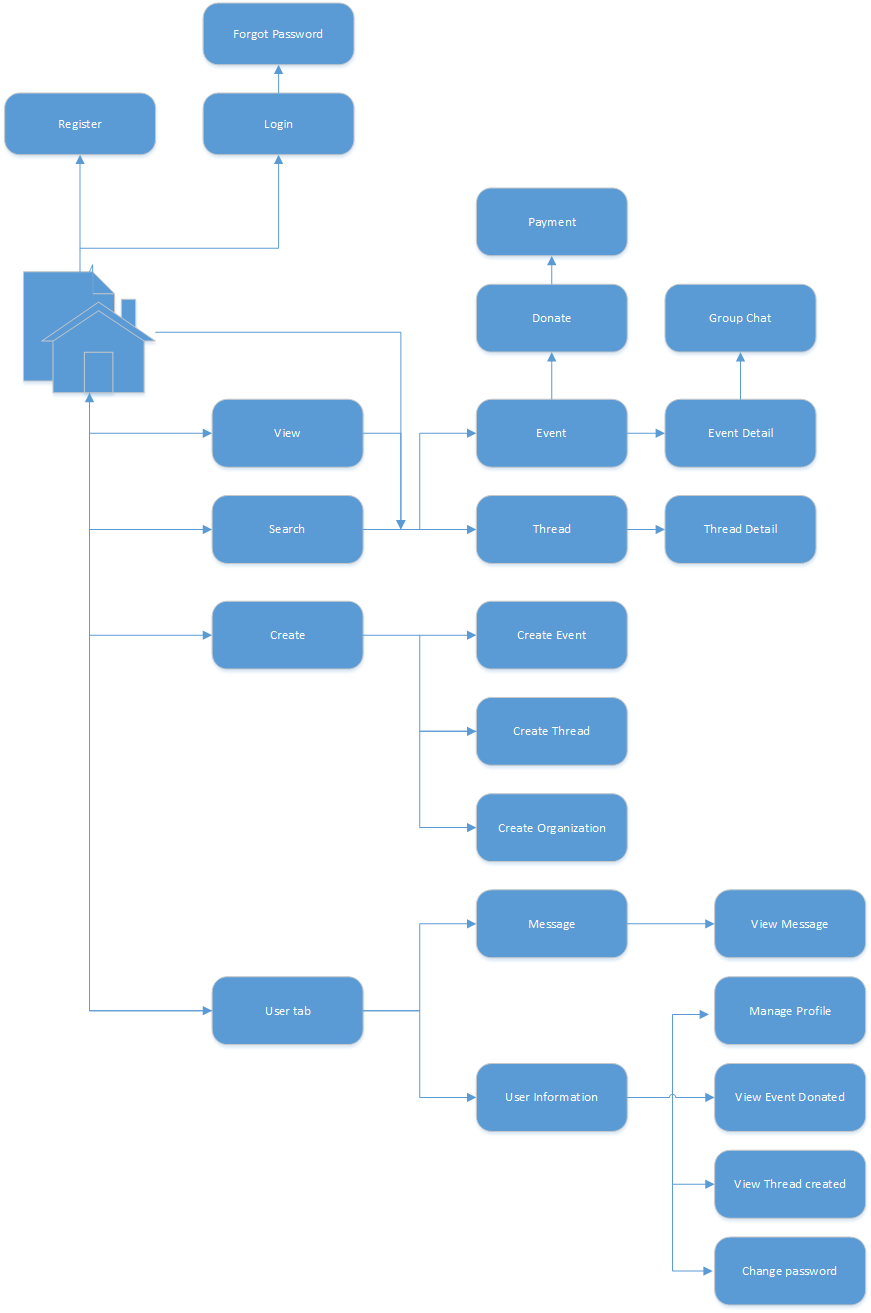 Forgot Password
Register
Login
Payment
Donate
Group Chat
View
Event
Event Detail
Search
Thread
Thread Detail
Create
Create Event
Create Thread
Create Organization
Message
View Message
User tab
Manage Profile
User Information
View Event Donated
View Thread created
Change password